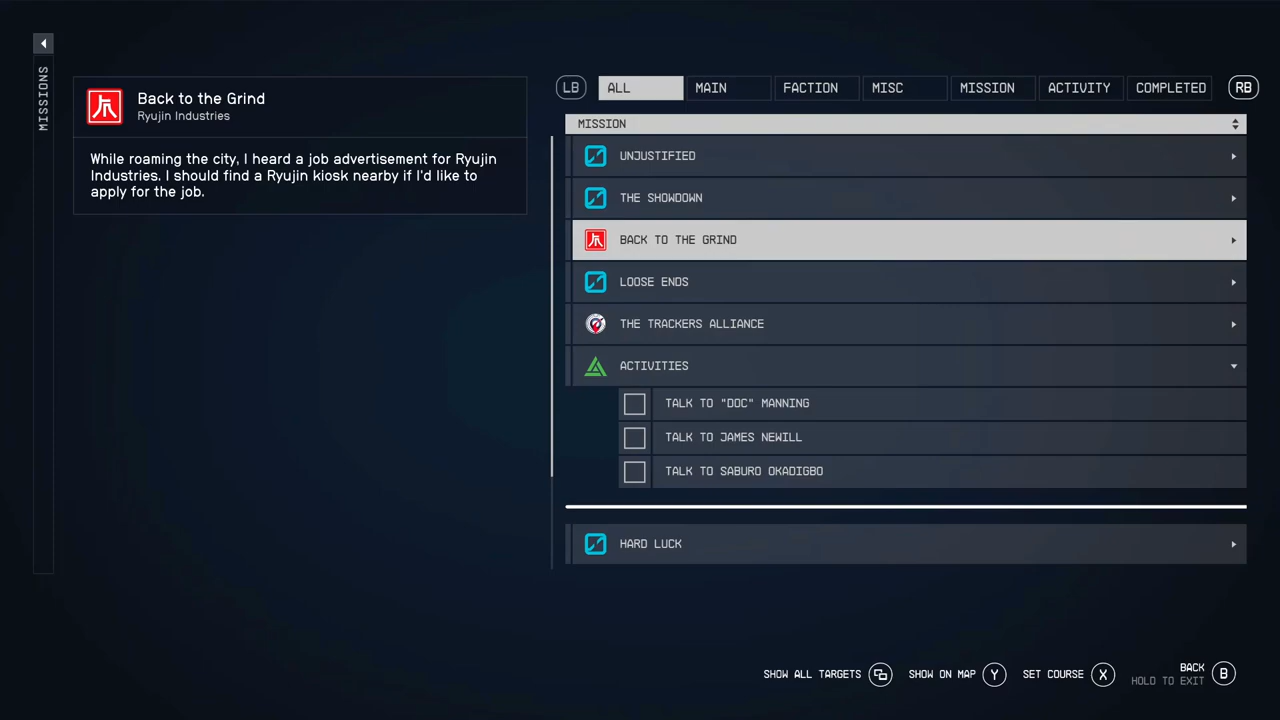 MISSIONS
Back to the Grind
Ryujin Industries
While roaming the city, I heard a job advertisement for Ryujin
Industries. I should find a Ryujin kiosk nearby if I'd like to
apply for the job.
LB ALL MAIN FACTION MISC MISSION ACTIVITY COMPLETED RB
MISSION
UNJUSTIFIED
THE SHOWDOWN
BACK TO THE GRIND
LOOSE ENDS
THE TRACKERS ALLIANCE
ACTIVITIES
TALK TO "DOC" MANNING
TALK TO JAMES NEWILL
TALK TO SABURO OKADIGBO
HARD LUCK
SHOW ALL TARGETS SHOW ON MAP Y SET COURSE X BACK B
HOLD TO EXIT